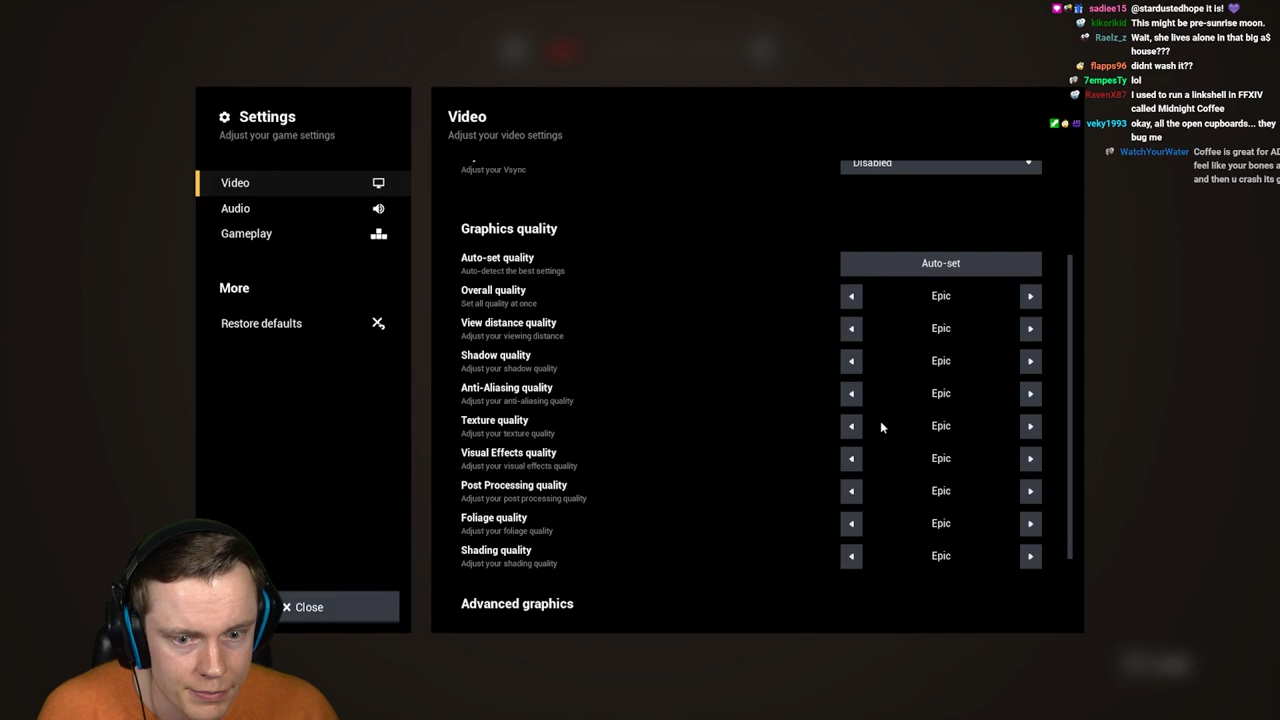 sadiee15 @stardustedhope it is!
kikorikid This might be pre-sunrise moon.
Raelz_z Wait, she lives alone in that big a$
house???
flapps96 didnt wash it??
7empesTy lol
RavenX87 I used to run a linkshell in FFXIV
called Midnight Coffee
veky1993 okay, all the open cupboards... they
bug me
WatchYourWater Coffee is great for AD
feel like your bones a
and then u crash its g
Settings
Adjust your game settings
Video
Audio
Gameplay
More
Restore defaults
Close
Video
Adjust your video settings
Adjust your Vsync
Disabled
Graphics quality
Auto-set quality
Auto-detect the best settings
Auto-set
Overall quality
Set all quality at once
Epic
View distance quality
Adjust your viewing distance
Epic
Shadow quality
Adjust your shadow quality
Epic
Anti-Aliasing quality
Adjust your anti-aliasing quality
Epic
Texture quality
Adjust your texture quality
Epic
Visual Effects quality
Adjust your visual effects quality
Epic
Post Processing quality
Adjust your post processing quality
Epic
Foliage quality
Adjust your foliage quality
Epic
Shading quality
Adjust your shading quality
Epic
Advanced graphics